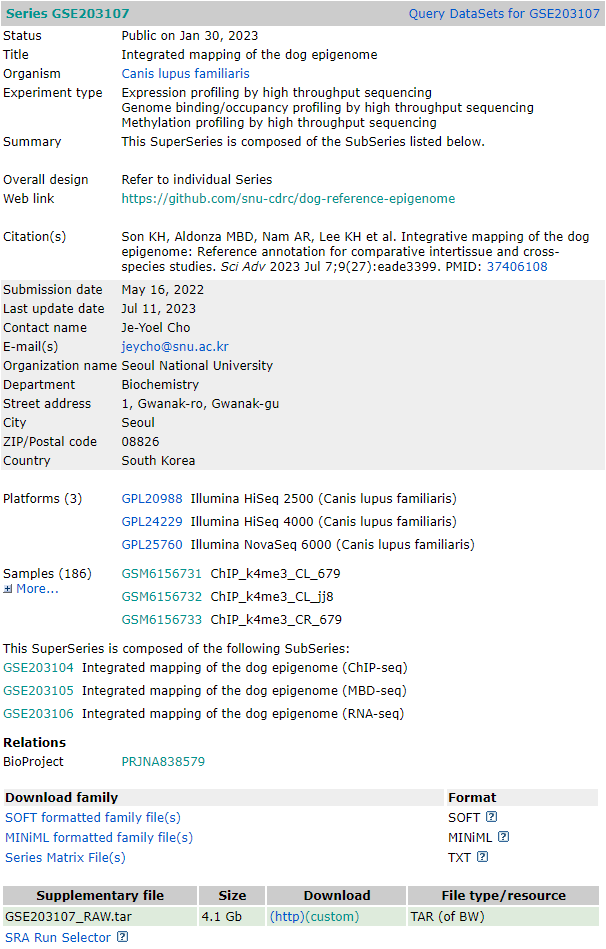 Series GSE203107 Query DataSets for GSE203107
Status Public on Jan 30, 2023
Title Integrated mapping of the dog epigenome
Organism Canis lupus familiaris
Experiment type Expression profiling by high throughput sequencing
Genome binding/occupancy profiling by high throughput sequencing
Methylation profiling by high throughput sequencing
Summary This SuperSeries is composed of the SubSeries listed below.
Overall design Refer to individual Series
Web link https://github.com/snu-cdrc/dog-reference-epigenome
Citation(s) Son KH, Aldonza MBD, Nam AR, Lee KH et al. Integrative mapping of the dog
epigenome: Reference annotation for comparative intertissue and cross-
species studies. Sci Adv 2023 Jul 7;9(27):eade3399. PMID: 37406108
Submission date May 16, 2022
Last update date Jul 11, 2023
Contact name Je-Yoel Cho
E-mail(s) jeycho@snu.ac.kr
Organization name Seoul National University
Department Biochemistry
Street address 1, Gwanak-ro, Gwanak-gu
City Seoul
ZIP/Postal code 08826
Country South Korea
Platforms (3) GPL20988 Illumina HiSeq 2500 (Canis lupus familiaris)
GPL24229 Illumina HiSeq 4000 (Canis lupus familiaris)
GPL25760 Illumina NovaSeq 6000 (Canis lupus familiaris)
Samples (186) GSM6156731 ChIP_k4me3_CL_679
More... GSM6156732 ChIP_k4me3_CL_jj8
GSM6156733 ChIP_k4me3_CR_679
This SuperSeries is composed of the following SubSeries:
GSE203104 Integrated mapping of the dog epigenome (ChIP-seq)
GSE203105 Integrated mapping of the dog epigenome (MBD-seq)
GSE203106 Integrated mapping of the dog epigenome (RNA-seq)
Relations
BioProject PRJNA838579
Download family Format
SOFT formatted family file(s) SOFT ?
MINiML formatted family file(s) MINiML ?
Series Matrix File(s) TXT ?
Supplementary file Size Download File type/resource
GSE203107_RAW.tar 4.1 Gb (http)(custom) TAR (of BW)
SRA Run Selector ?